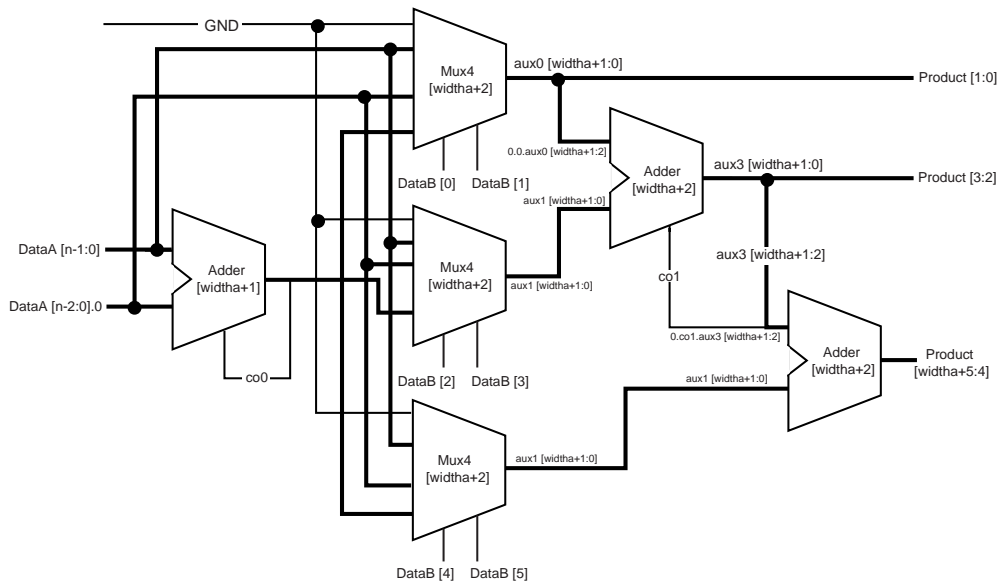 GND
aux0 [widtha+1:0]
Product [1:0]
Mux4
[widtha+2]
0.0.aux0 [widtha+1:2]
Adder
[widtha+2]
aux3 [widtha+1:0]
Product [3:2]
DataB [0]
DataB [1]
aux1 [widtha+1:0]
DataA [n-1:0]
Adder
[widtha+1]
Mux4
[widtha+2]
aux1 [widtha+1:0]
co1
aux3 [widtha+1:2]
DataA [n-2:0].0
0.co1.aux3 [widtha+1:2]
Adder
[widtha+2]
Product
[widtha+5:4]
co0
DataB [2]
DataB [3]
aux1 [widtha+1:0]
Mux4
[widtha+2]
aux1 [widtha+1:0]
DataB [4]
DataB [5]